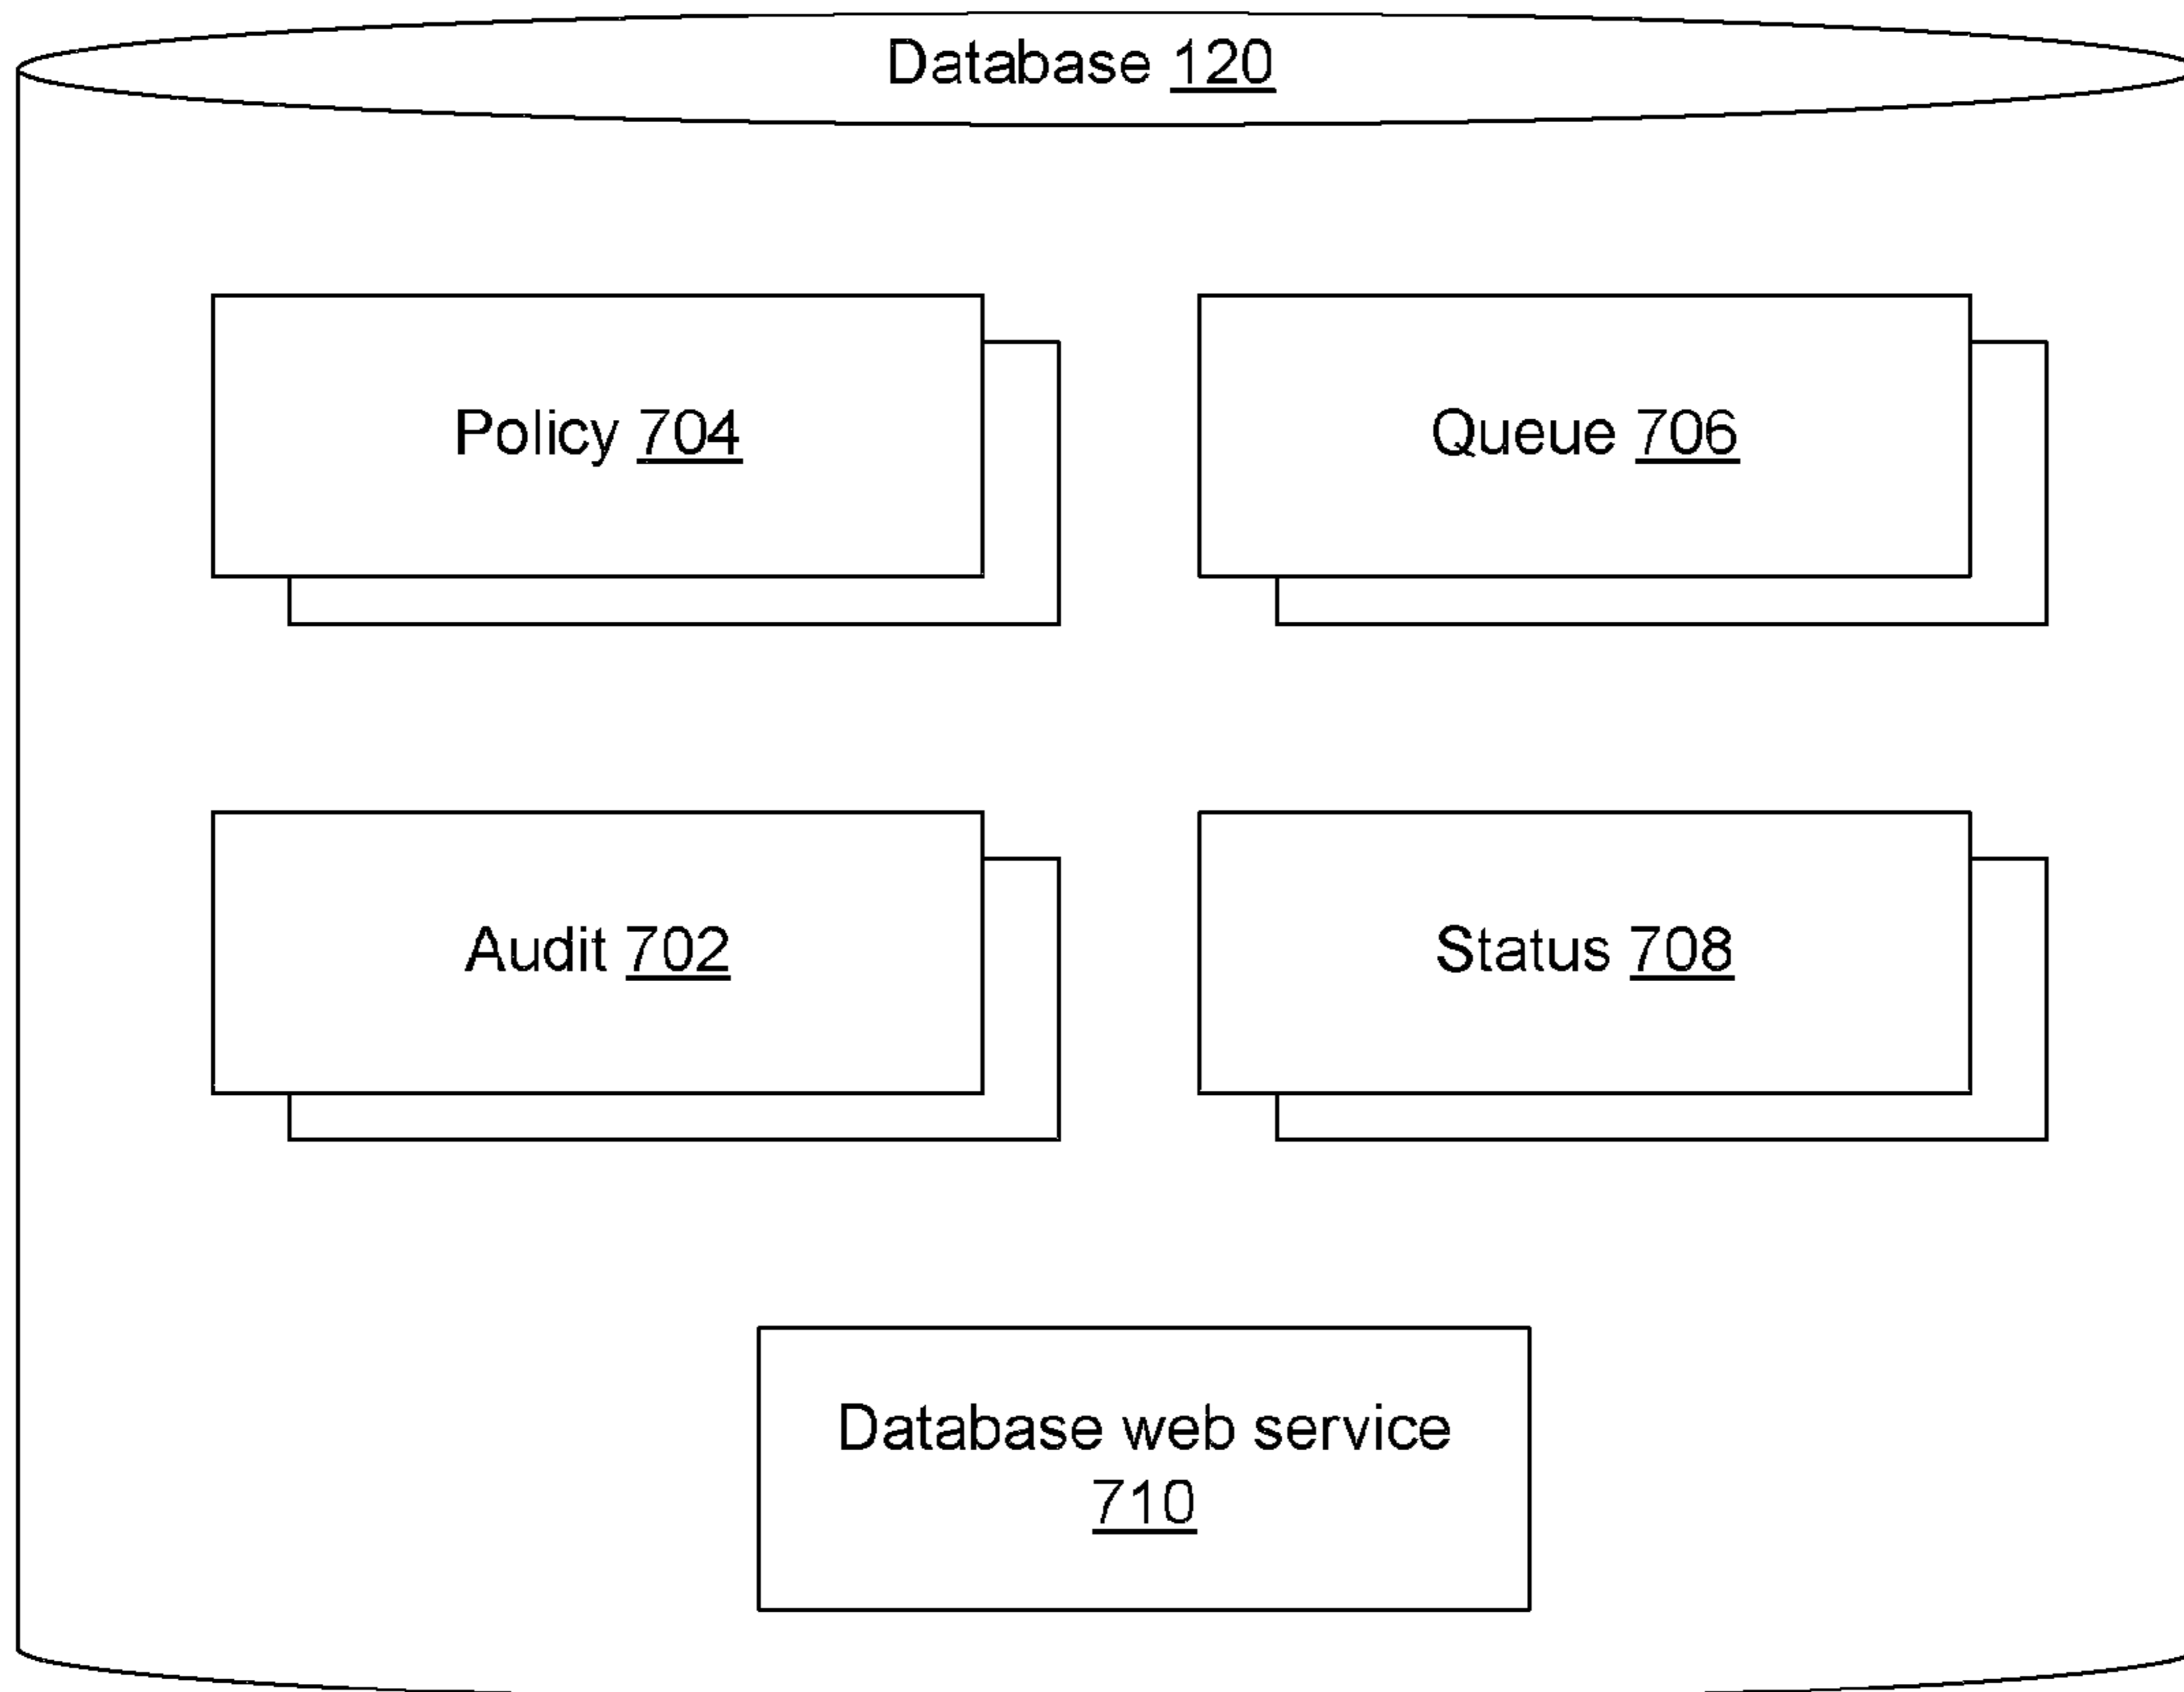 Database 120
Policy 704
Queue 706
Audit 702
Status 708
Database web service
710